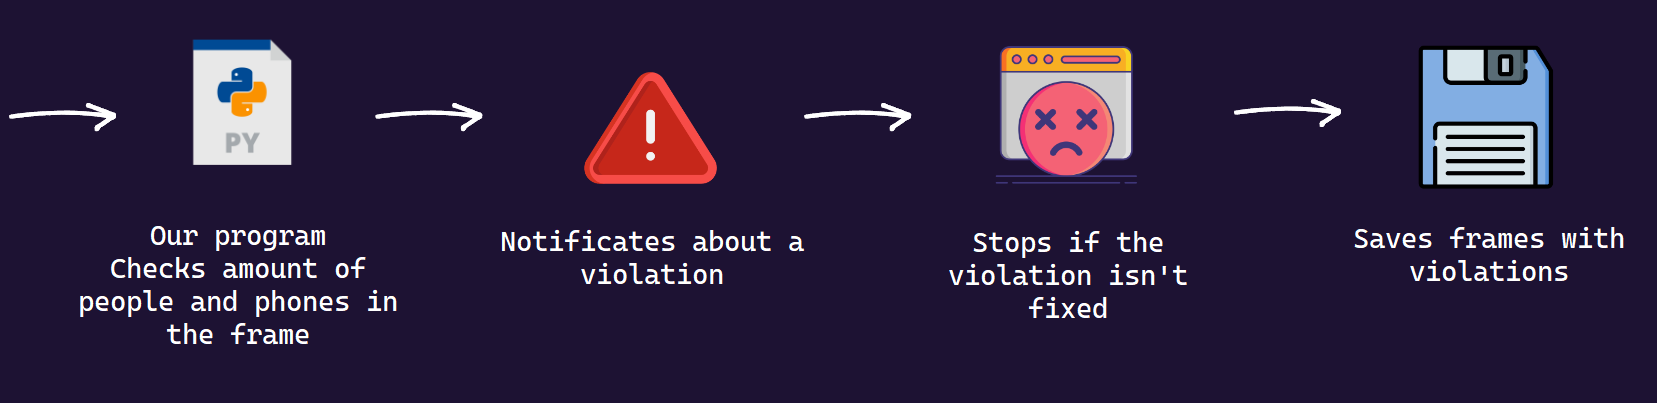 PY
Our program
Checks amount of
people and phones in
the frame
Notificates about a
violation
Stops if the
violation isn't
fixed
Saves frames with
violations